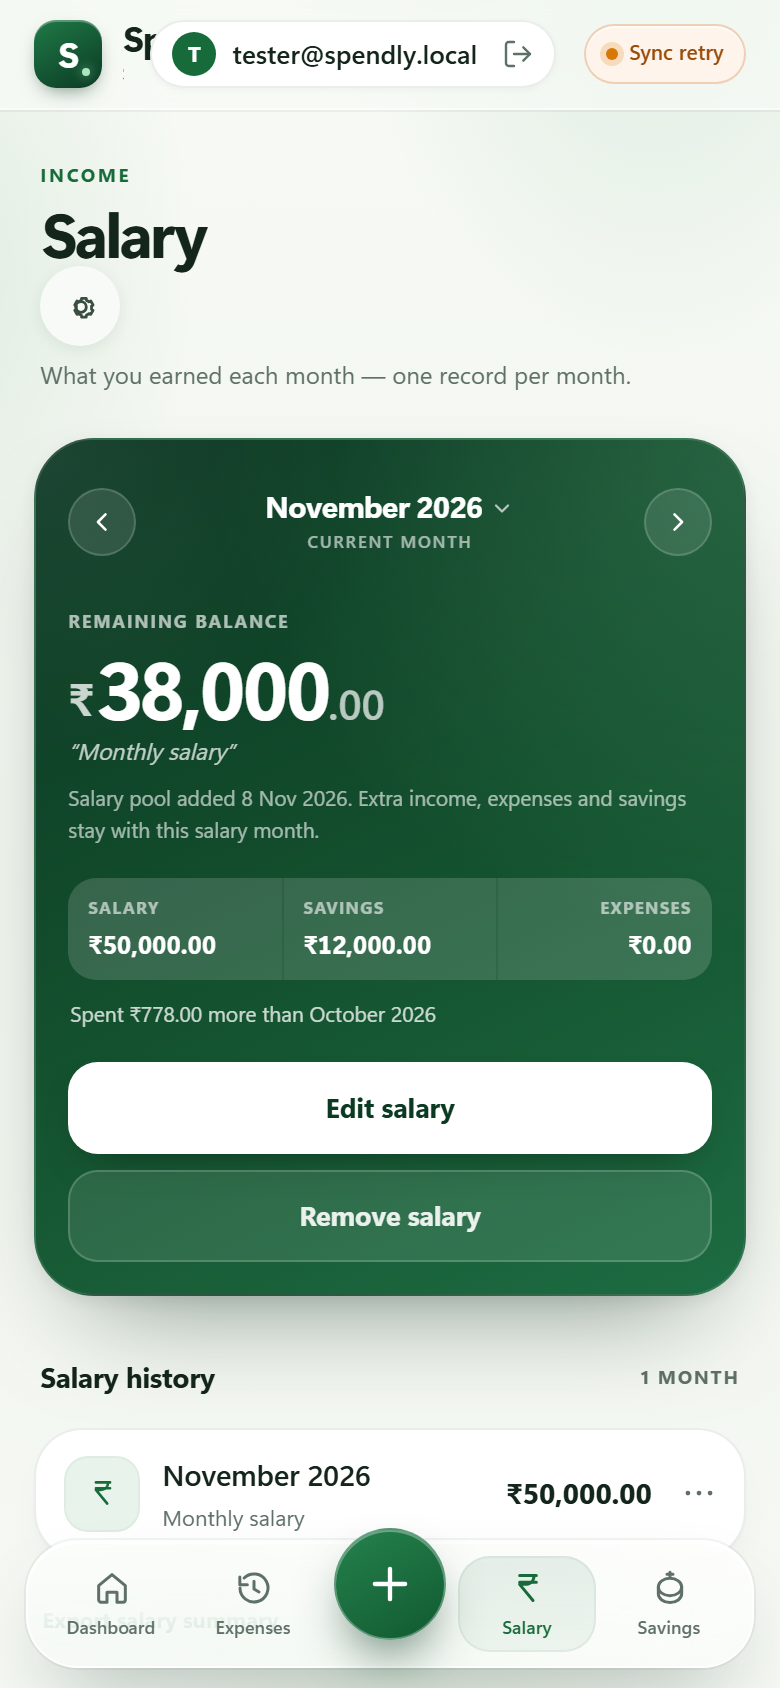 S
Sp
T
tester@spendly.local
Sync retry
INCOME
Salary
What you earned each month — one record per month.
November 2026
CURRENT MONTH
REMAINING BALANCE
₹38,000.00
“Monthly salary”
Salary pool added 8 Nov 2026. Extra income, expenses and savings
stay with this salary month.
SALARY SAVINGS EXPENSES
₹50,000.00 ₹12,000.00 ₹0.00
Spent ₹778.00 more than October 2026
Edit salary
Remove salary
Salary history 1 MONTH
₹
November 2026
₹50,000.00
Monthly salary
Export salary summary
₹
Dashboard Expenses Salary Savings